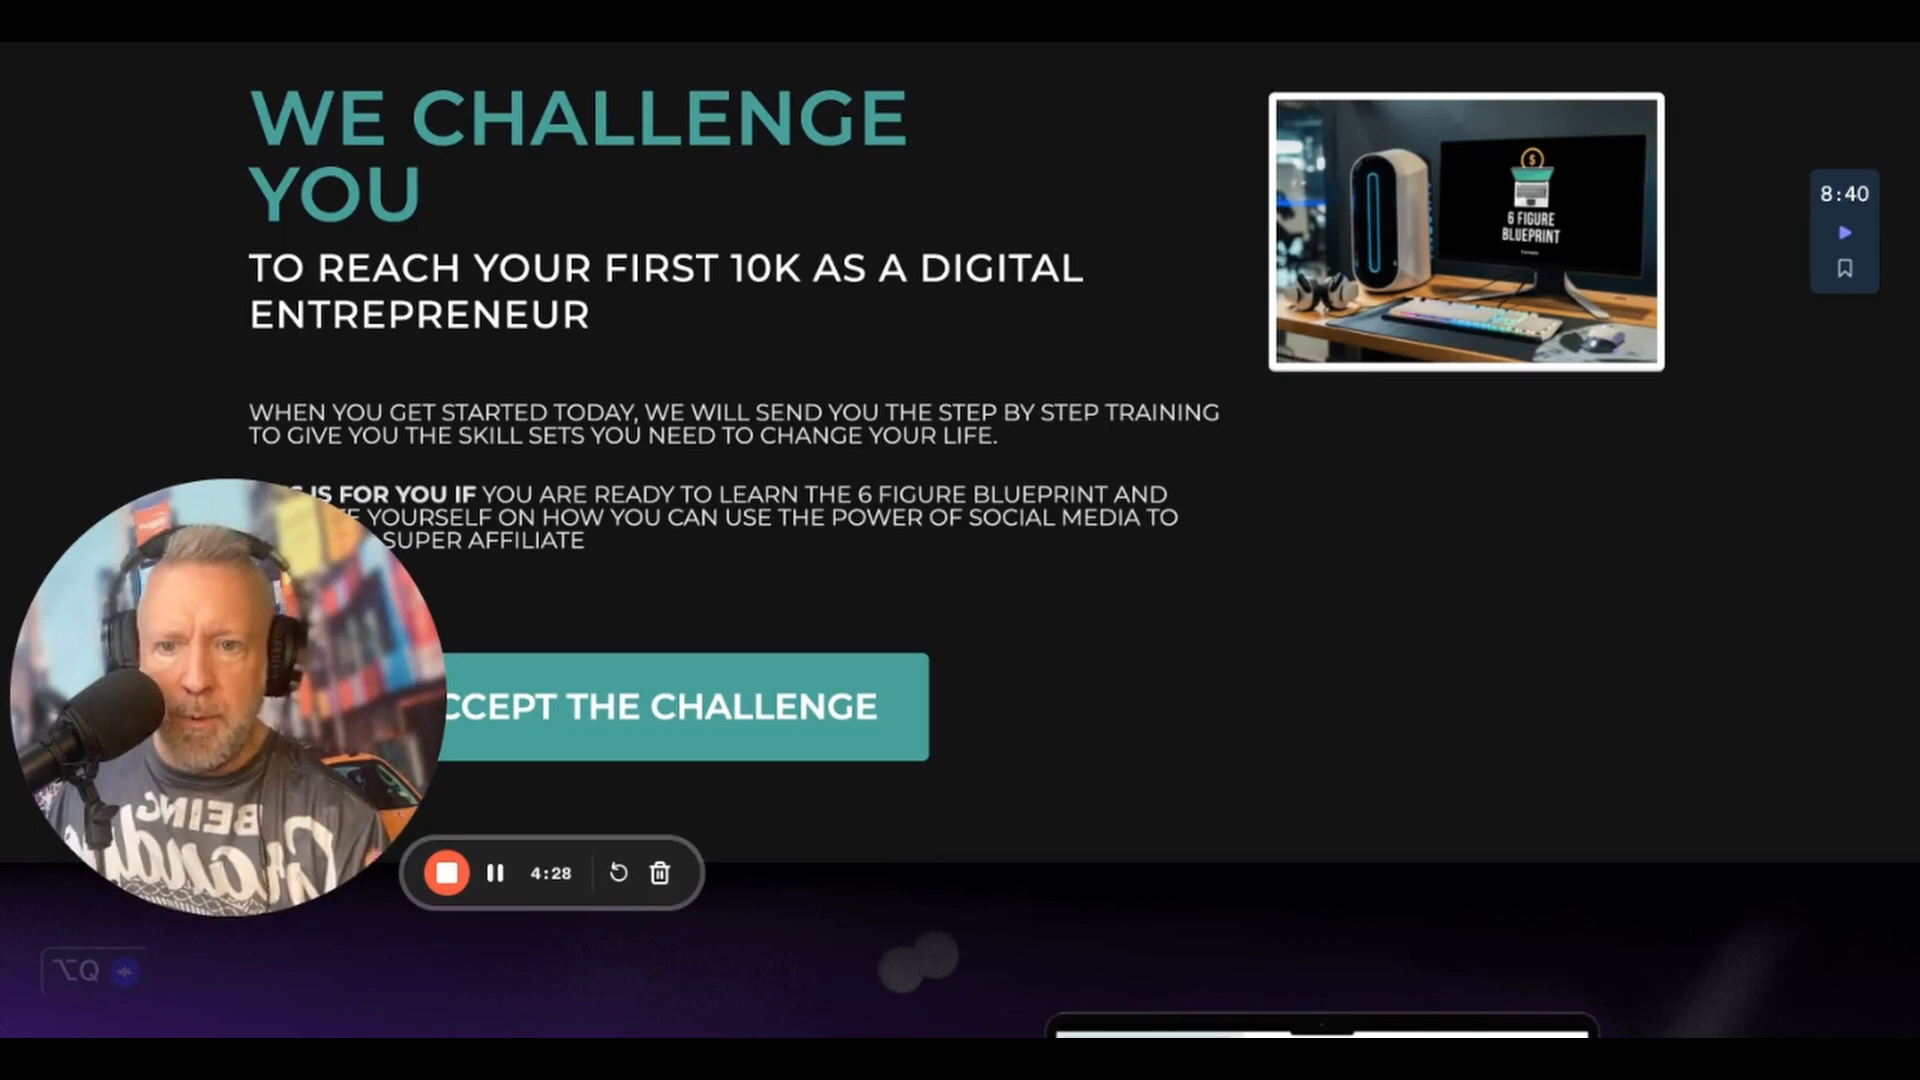 WE CHALLENGE
YOU
TO REACH YOUR FIRST 10K AS A DIGITAL
ENTREPRENEUR
WHEN YOU GET STARTED TODAY, WE WILL SEND YOU THE STEP BY STEP TRAINING
TO GIVE YOU THE SKILL SETS YOU NEED TO CHANGE YOUR LIFE.
IS FOR YOU IF YOU ARE READY TO LEARN THE 6 FIGURE BLUEPRINT AND
YOURSELF ON HOW YOU CAN USE THE POWER OF SOCIAL MEDIA TO
SUPER AFFILIATE
CCEPT THE CHALLENGE
$
6 FIGURE
BLUEPRINT
8:40
BEING
4:28
⌥Q